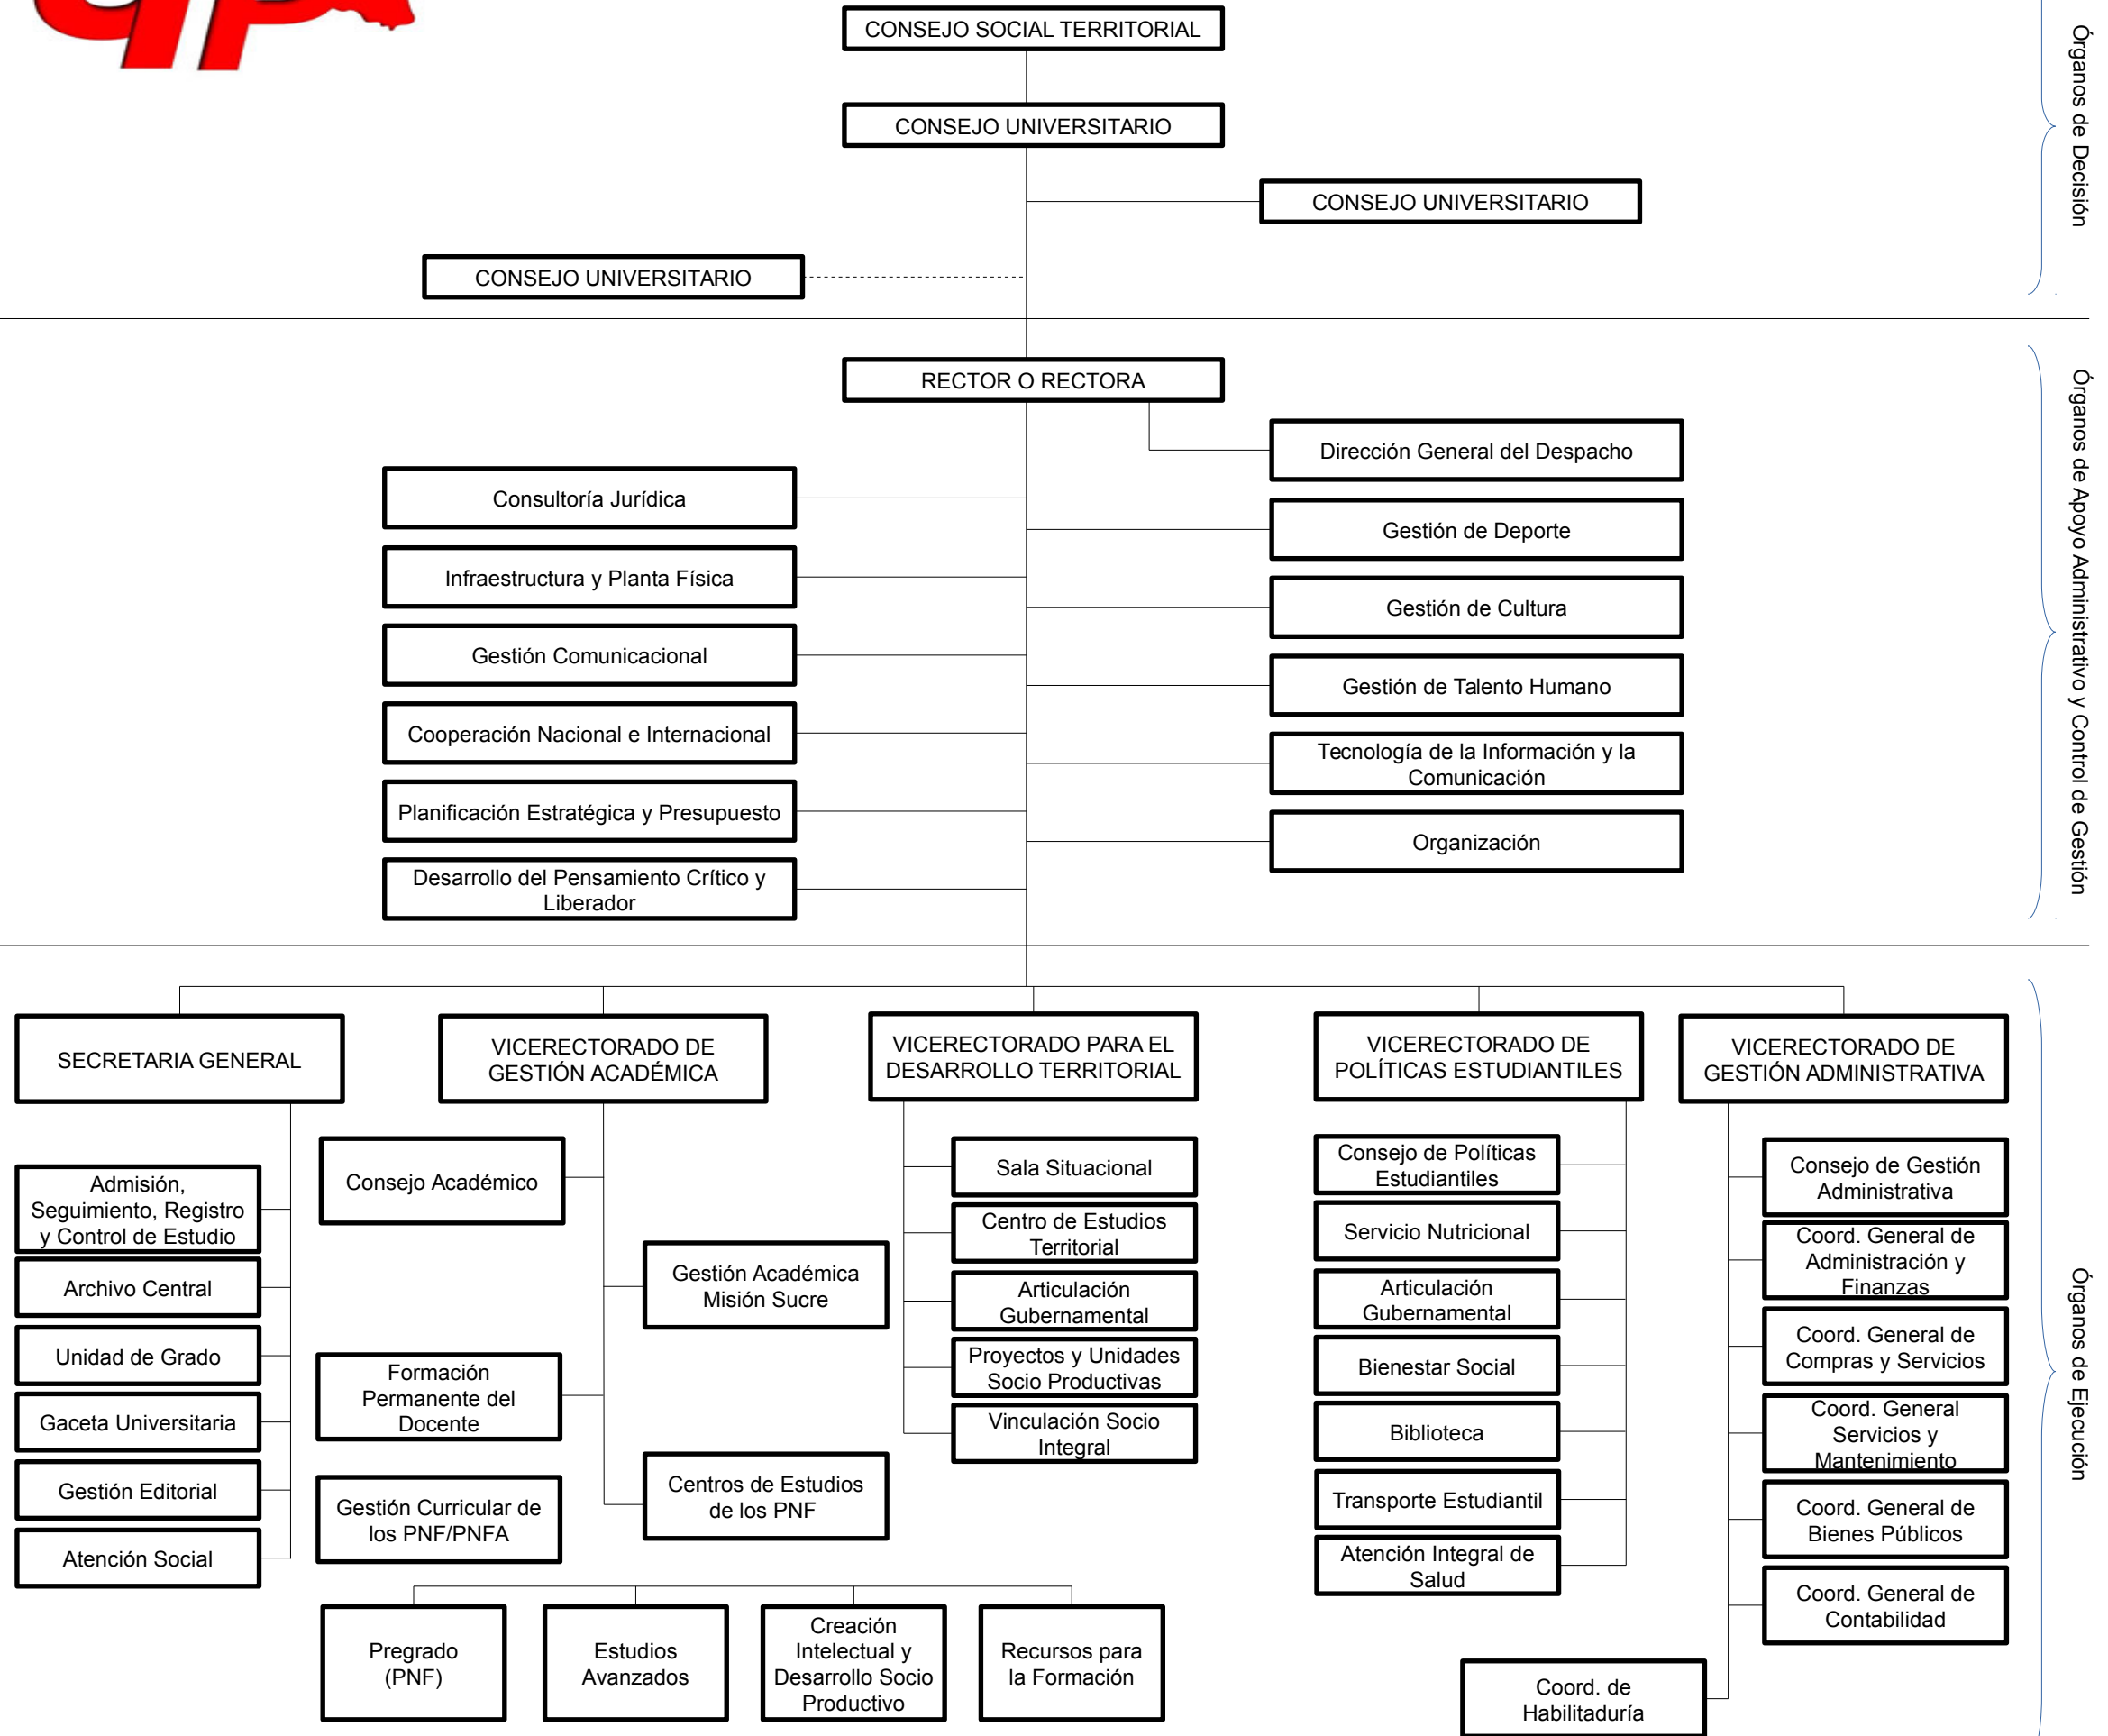 CONSEJO SOCIAL TERRITORIAL
CONSEJO UNIVERSITARIO
CONSEJO UNIVERSITARIO
CONSEJO UNIVERSITARIO
Órganos de Decisión
RECTOR O RECTORA
Dirección General del Despacho
Consultoría Jurídica
Gestión de Deporte
Infraestructura y Planta Física
Gestión de Cultura
Gestión Comunicacional
Gestión de Talento Humano
Cooperación Nacional e Internacional
Tecnología de la Información y la
Comunicación
Planificación Estratégica y Presupuesto
Organización
Desarrollo del Pensamiento Crítico y
Liberador
Órganos de Apoyo Administrativo y Control de Gestión
SECRETARIA GENERAL
Admisión,
Seguimiento, Registro
y Control de Estudio
Archivo Central
Unidad de Grado
Gaceta Universitaria
Gestión Editorial
Atención Social
VICERECTORADO DE
GESTIÓN ACADÉMICA
Consejo Académico
Gestión Académica
Misión Sucre
Formación
Permanente del
Docente
Centros de Estudios
de los PNF
Gestión Curricular de
los PNF/PNFA
Pregrado
(PNF)
Estudios
Avanzados
Creación
Intelectual y
Desarrollo Socio
Productivo
Recursos para
la Formación
VICERECTORADO PARA EL
DESARROLLO TERRITORIAL
Sala Situacional
Centro de Estudios
Territorial
Articulación
Gubernamental
Proyectos y Unidades
Socio Productivas
Vinculación Socio
Integral
VICERECTORADO DE
POLÍTICAS ESTUDIANTILES
Consejo de Políticas
Estudiantiles
Servicio Nutricional
Articulación
Gubernamental
Bienestar Social
Biblioteca
Transporte Estudiantil
Atención Integral de
Salud
VICERECTORADO DE
GESTIÓN ADMINISTRATIVA
Consejo de Gestión
Administrativa
Coord. General de
Administración y
Finanzas
Coord. General de
Compras y Servicios
Coord. General
Servicios y
Mantenimiento
Coord. General de
Bienes Públicos
Coord. General de
Contabilidad
Coord. de
Habilitaduría
Órganos de Ejecución